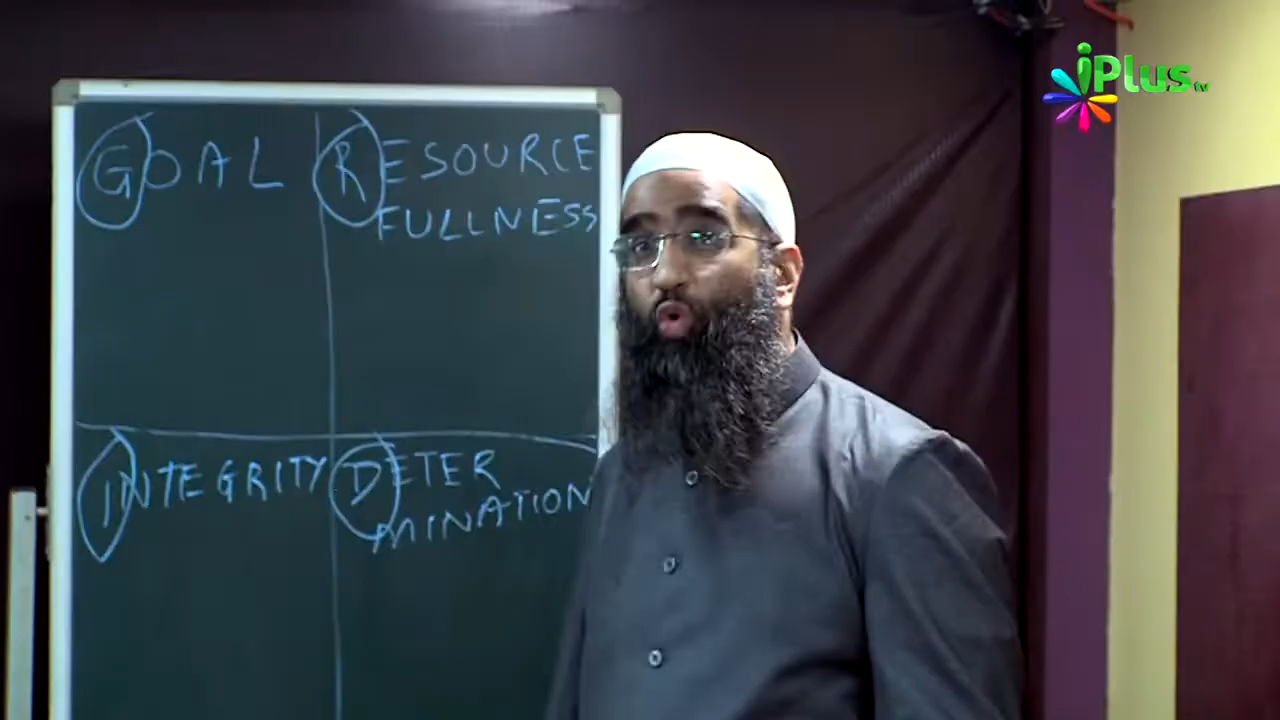 GOAL
RESOURCE
FULLNESS
INTEGRITY
DETER
MINATION
iPlus tv